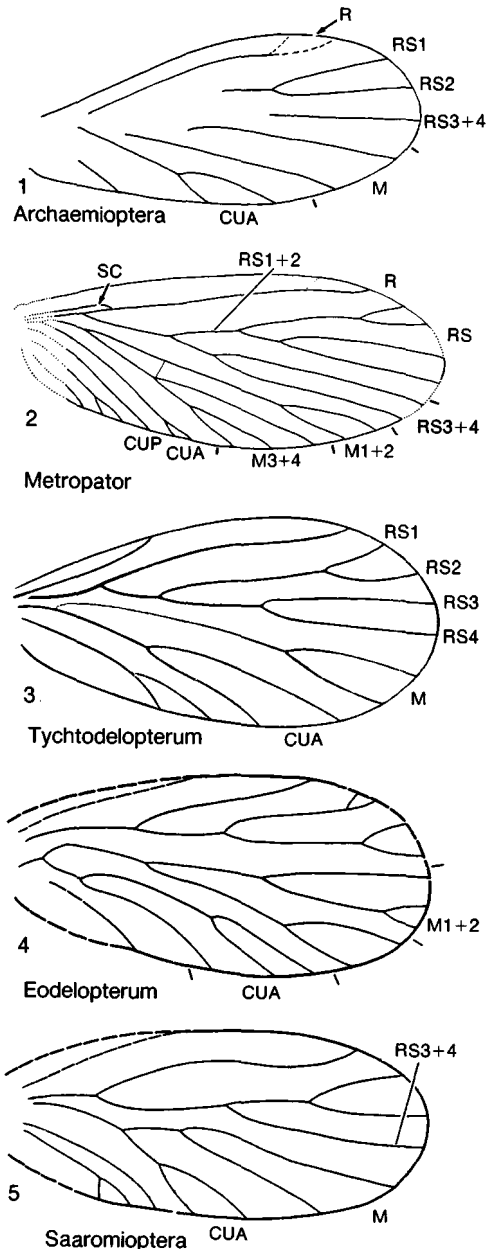 R
RS1
RS2
RS3+4
M
CUA
1
Archaemioptera
SC
RS1+2
R
RS
RS3+4
M1+2
M3+4
CUA
CUP
2
Metropator
RS1
RS2
RS3
RS4
M
CUA
3
Tychtodelopterum
M1+2
CUA
4
Eodelopterum
RS3+4
M
CUA
5
Saaromioptera